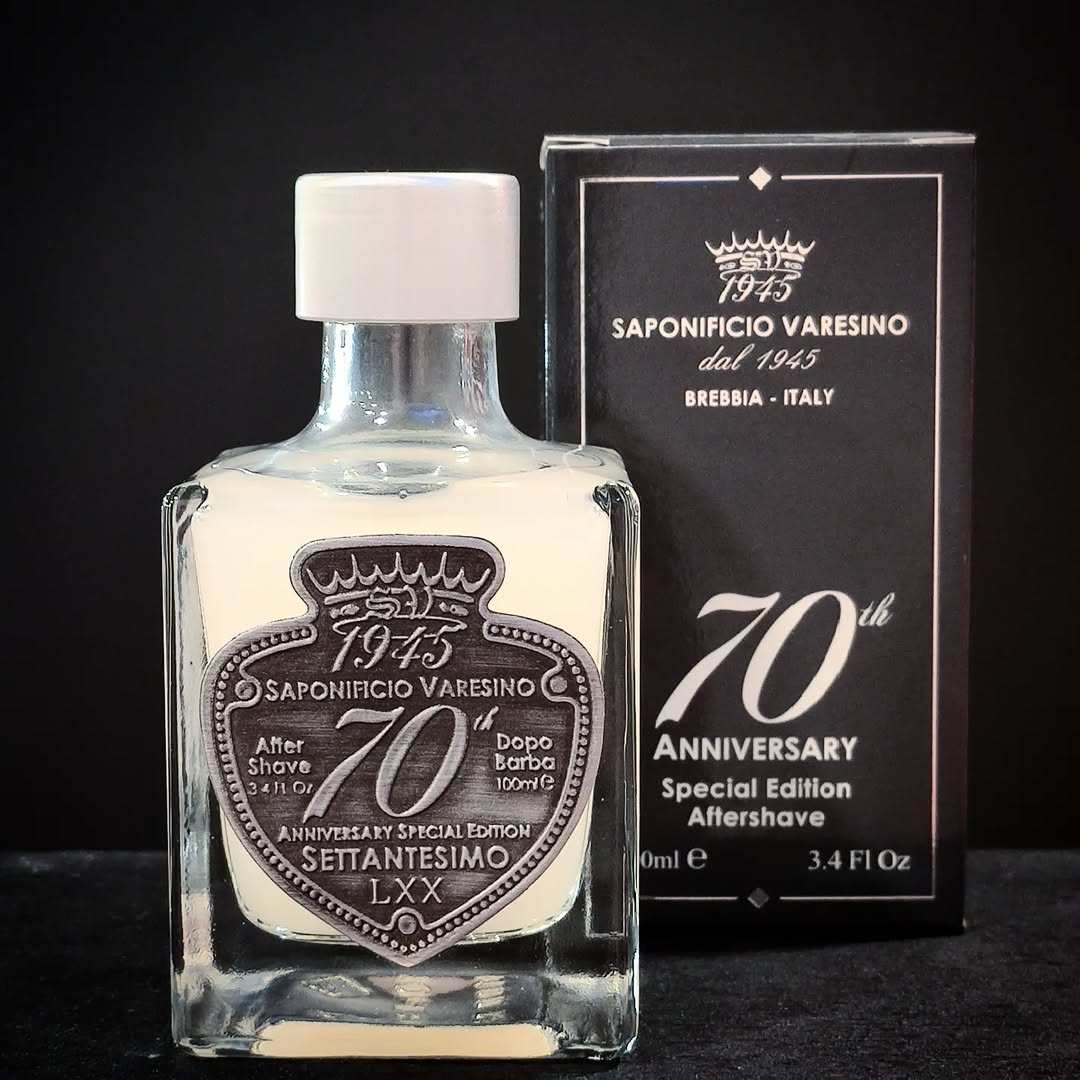 SV
1945
SAPONIFICIO VARESINO
70th
After
Shave
3.4 Fl Oz
Dopo
Barba
100ml e
ANNIVERSARY SPECIAL EDITION
SETTANTESIMO
LXX
SV
1945
SAPONIFICIO VARESINO
dal 1945
BREBBIA - ITALY
70th
ANNIVERSARY
Special Edition
Aftershave
0ml e 3.4 Fl Oz